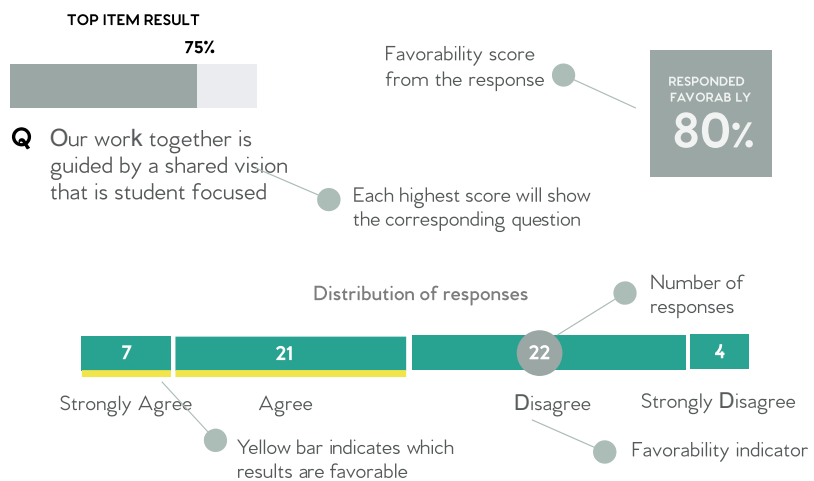 TOP ITEM RESULT
75%
Q Our work together is
guided by a shared vision
that is student focused
Favorability score
from the response
RESPONDED
FAVORAB LY
80%
Each highest score will show
the corresponding question
Distribution of responses
Number of
responses
7 21 22 4
Strongly Agree Agree Disagree Strongly Disagree
Yellow bar indicates which
results are favorable
Favorability indicator